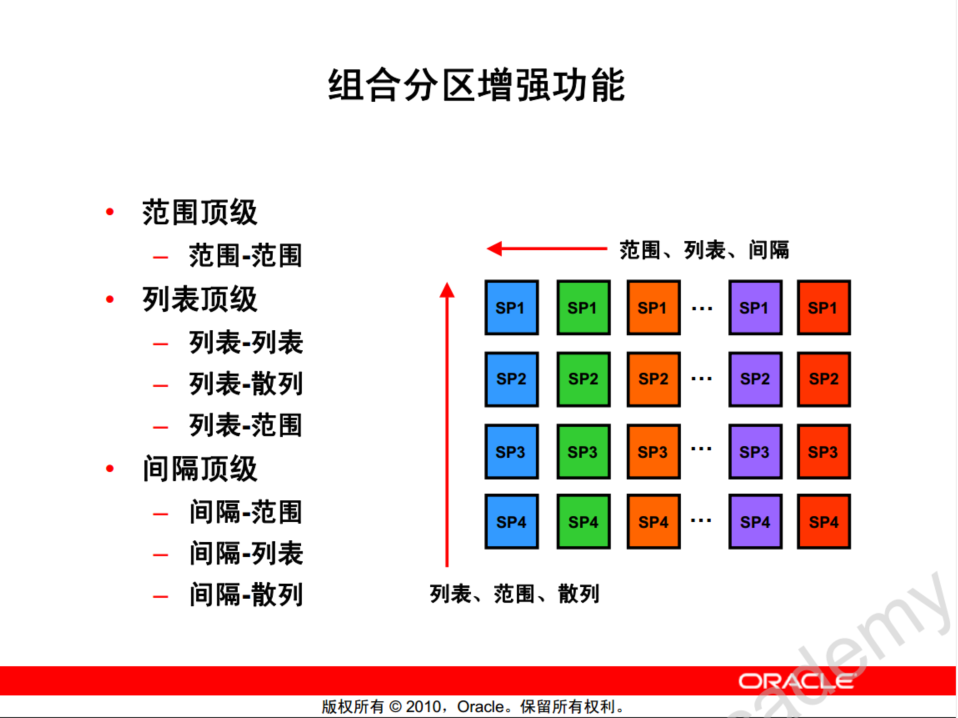 组合分区增强功能
• 范围顶级
– 范围-范围
• 列表顶级
– 列表-列表
– 列表-散列
– 列表-范围
• 间隔顶级
– 间隔-范围
– 间隔-列表
– 间隔-散列
范围、列表、间隔
SP1 SP1 SP1 ... SP1 SP1
SP2 SP2 SP2 ... SP2 SP2
SP3 SP3 SP3 ... SP3 SP3
SP4 SP4 SP4 ... SP4 SP4
列表、范围、散列
ORACLE
版权所有 © 2010，Oracle。保留所有权利。